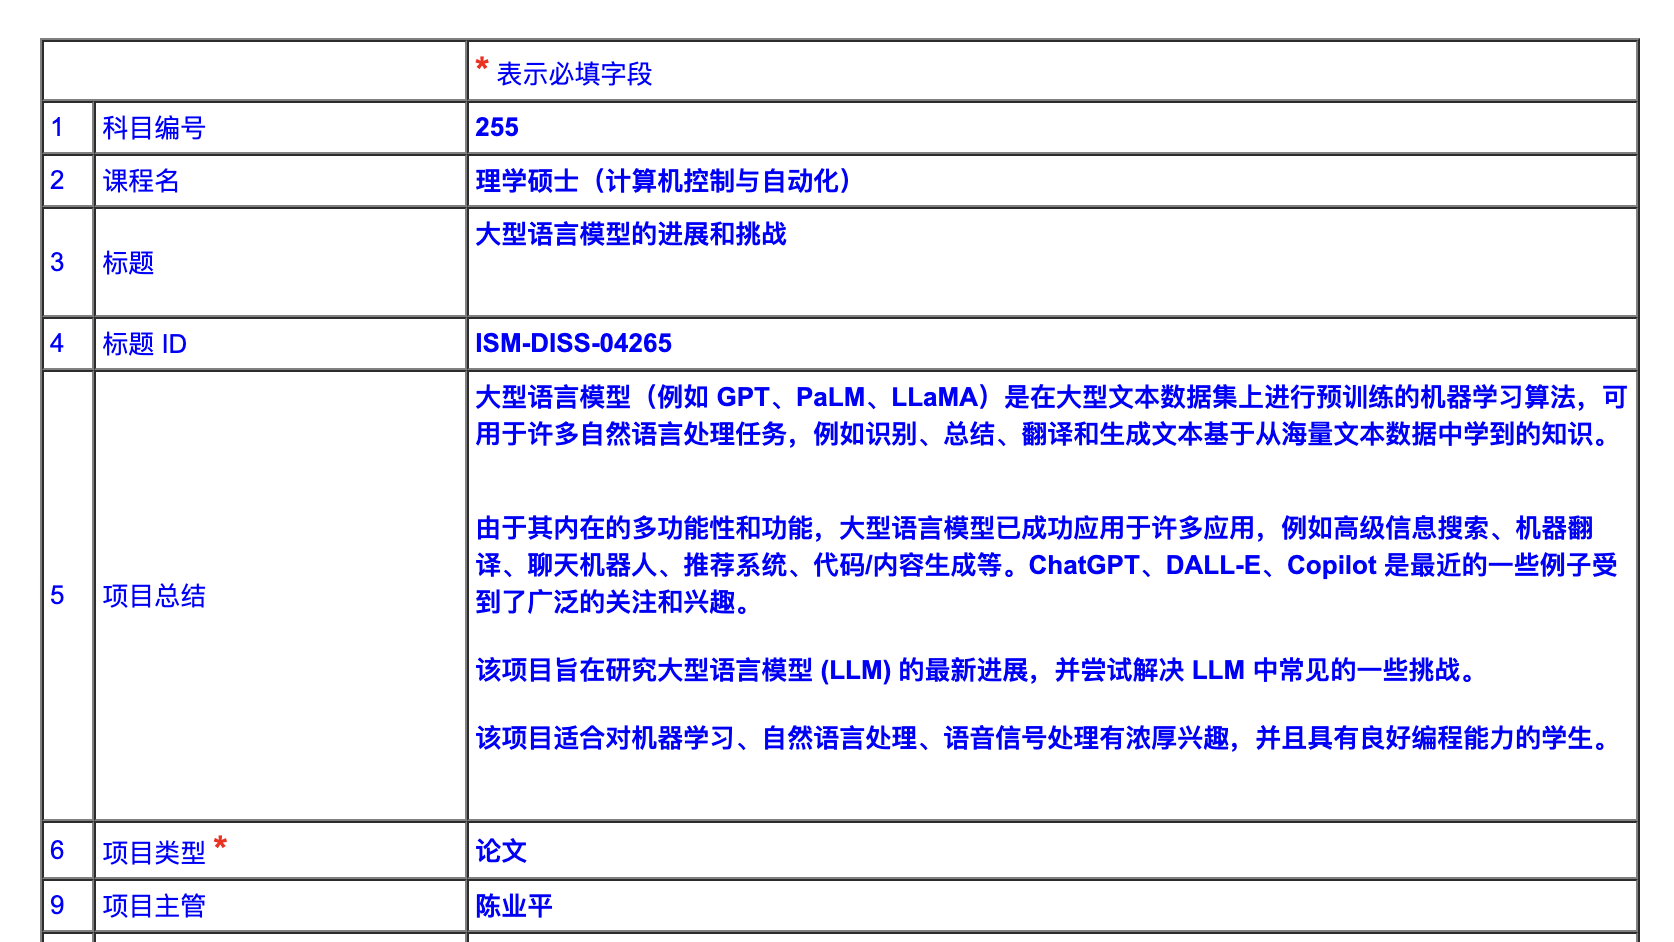 * 表示必填字段
1 科目编号 255
2 课程名 理学硕士（计算机控制与自动化）
3 标题 大型语言模型的进展和挑战
4 标题 ID ISM-DISS-04265
5 项目总结
大型语言模型（例如 GPT、PaLM、LLaMA）是在大型文本数据集上进行预训练的机器学习算法，可
用于许多自然语言处理任务，例如识别、总结、翻译和生成文本基于从海量文本数据中学到的知识。
由于其内在的多功能性和功能，大型语言模型已成功应用于许多应用，例如高级信息搜索、机器翻
译、聊天机器人、推荐系统、代码/内容生成等。ChatGPT、DALL-E、Copilot 是最近的一些例子受
到了广泛的关注和兴趣。
该项目旨在研究大型语言模型 (LLM) 的最新进展，并尝试解决 LLM 中常见的一些挑战。
该项目适合对机器学习、自然语言处理、语音信号处理有浓厚兴趣，并且具有良好编程能力的学生。
6 项目类型 * 论文
9 项目主管 陈业平